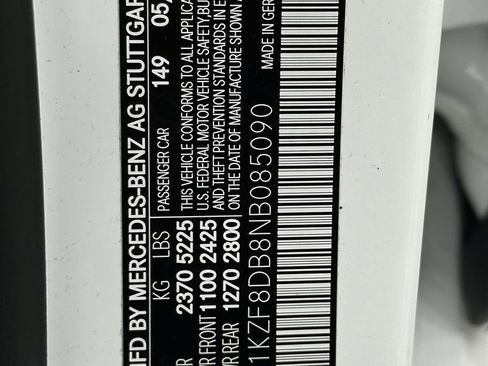 MFD BY MERCEDES-BENZ AG STUTTGAR
KG LBS PASSENGER CAR 149 05
R 2370 5225 THIS VEHICLE CONFORMS TO ALL APPLICA
R FRONT 1100 2425 U.S. FEDERAL MOTOR VEHICLE SAFETY, BU
R REAR 1270 2800 AND THEFT PREVENTION STANDARDS IN E
ON THE DATE OF MANUFACTURE SHOWN
1KZF8DB8NB085090 MADE IN GER